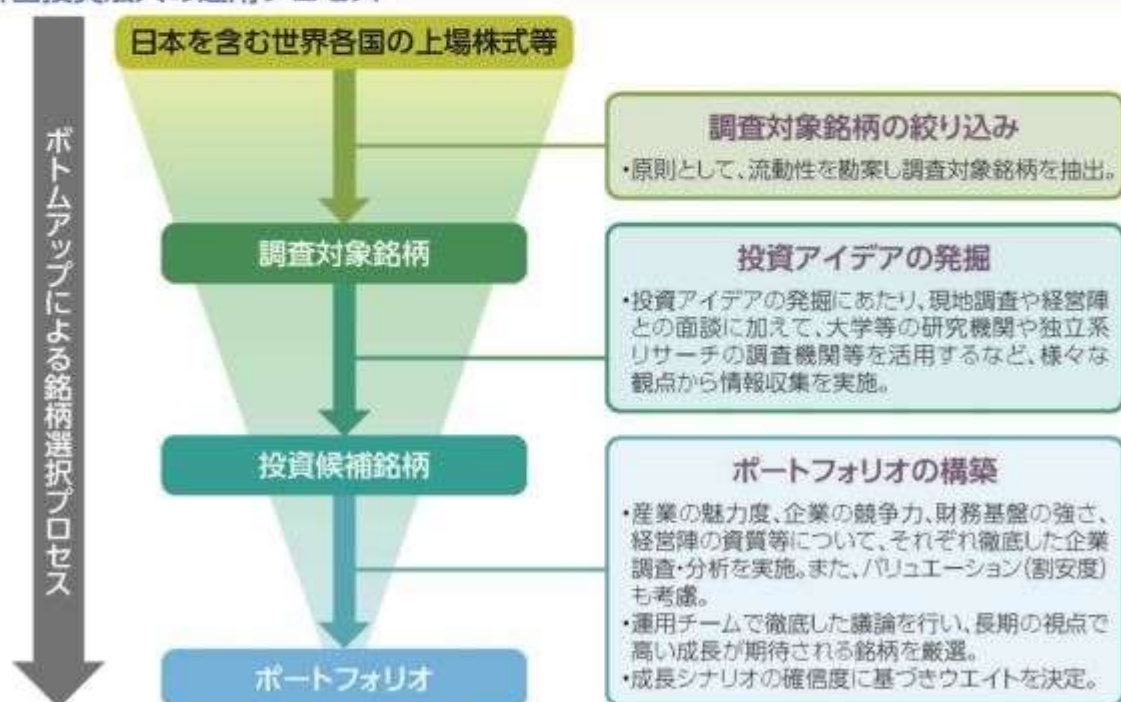 日本を含む世界各国の上場株式等
ボトムアップによる銘柄選択プロセス
調査対象銘柄の絞り込み
・原則として、流動性を勘案し調査対象銘柄を抽出。
調査対象銘柄
投資アイデアの発掘
・投資アイデアの発掘にあたり、現地調査や経営陣
との面談に加えて、大学等の研究機関や独立系
リサーチの調査機関等を活用するなど、様々な
観点から情報収集を実施。
投資候補銘柄
ポートフォリオの構築
・産業の魅力度、企業の競争力、財務基盤の強さ、
経営陣の資質等について、それぞれ徹底した企業
調査・分析を実施。また、バリュエーション(割安度)
も考慮。
・運用チームで徹底した議論を行い、長期の視点で
高い成長が期待される銘柄を厳選。
・成長シナリオの確信度に基づきウエイトを決定。
ポートフォリオ